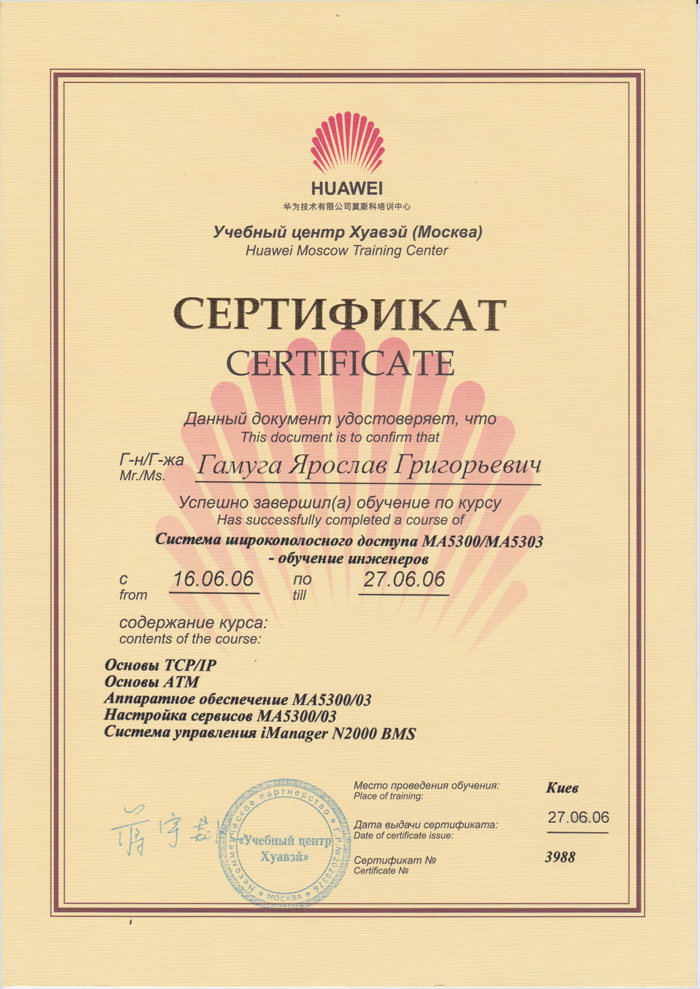 HUAWEI
华为技术有限公司莫斯科培训中心
Учебный центр Хуавэй (Москва)
Huawei Moscow Training Center
СЕРТИФИКАТ
CERTIFICATE
Данный документ удостоверяет, что
This document is to confirm that
Г-н/Г-жа Гамуга Ярослав Григорьевич
Mr./Ms.
Успешно завершил(а) обучение по курсу
Has successfully completed a course of
Система широкополосного доступа MA5300/MA5303
- обучение инженеров
с 16.06.06 по 27.06.06
from till
содержание курса:
contents of the course:
Основы TCP/IP
Основы ATM
Аппаратное обеспечение MA5300/03
Настройка сервисов MA5300/03
Система управления iManager N2000 BMS
Место проведения обучения: Киев
Place of training:
Дата выдачи сертификата: 27.06.06
Date of certificate issue:
Сертификат № 3988
Certificate №
Некоммерческое партнерство
«Учебный центр
Хуавэй»
МОСКВА